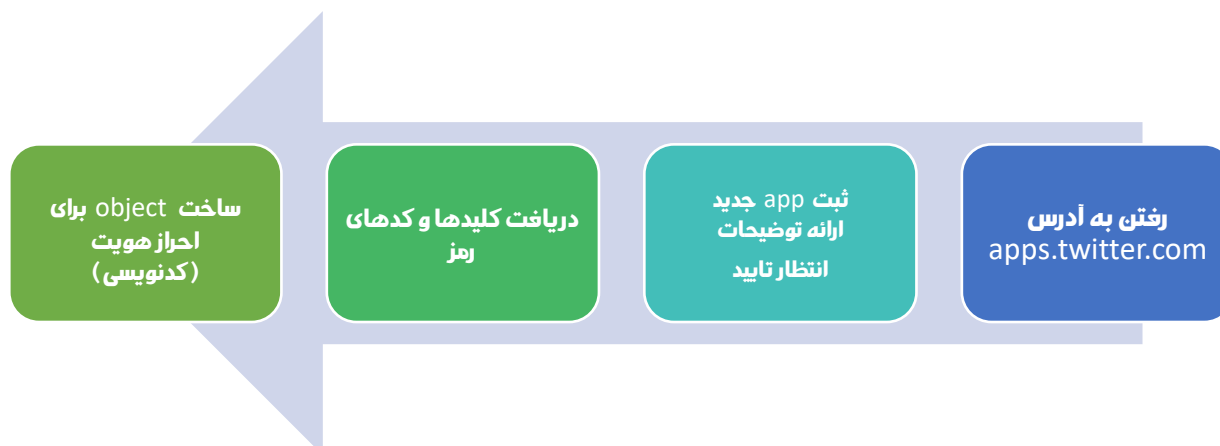 رفتن به آدرس
apps.twitter.com
ثبت app جدید
ارائه توضیحات
انتظار تایید
دریافت کلیدها و کدهای
رمز
ساخت object برای
احراز هویت
(کدنویسی)